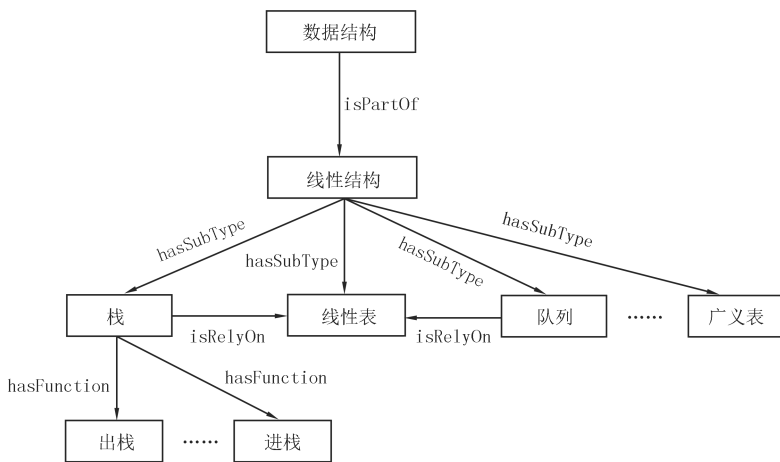 数据结构
isPartOf
线性结构
hasSubType
hasSubType
hasSubType
hasSubType
栈
isRelyOn
线性表
isRelyOn
队列
……
广义表
hasFunction
hasFunction
出栈
……
进栈